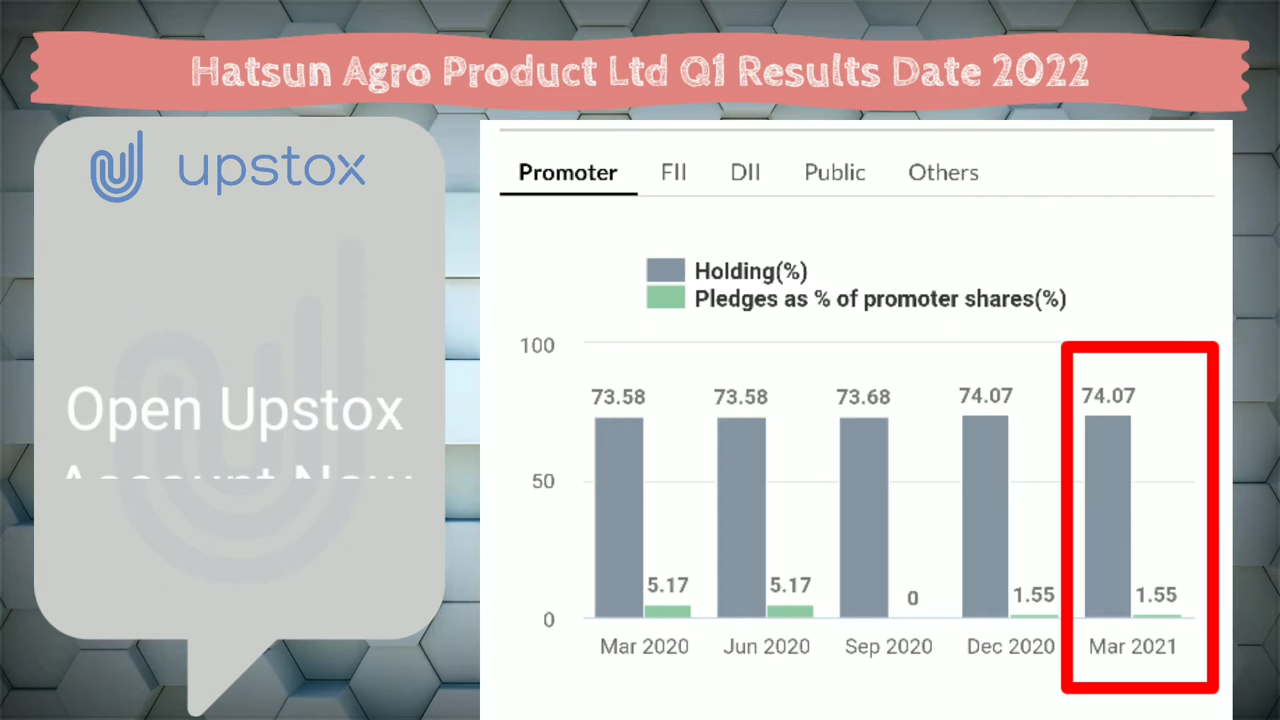 Hatsun Agro Product Ltd Q1 Results Date 2022
upstox
Open Upstox
Account Now
Promoter FII DII Public Others
Holding(%)
Pledges as % of promoter shares(%)
100
73.58 73.58 73.68 74.07 74.07
50
5.17 5.17 0 1.55 1.55
0
Mar 2020 Jun 2020 Sep 2020 Dec 2020 Mar 2021